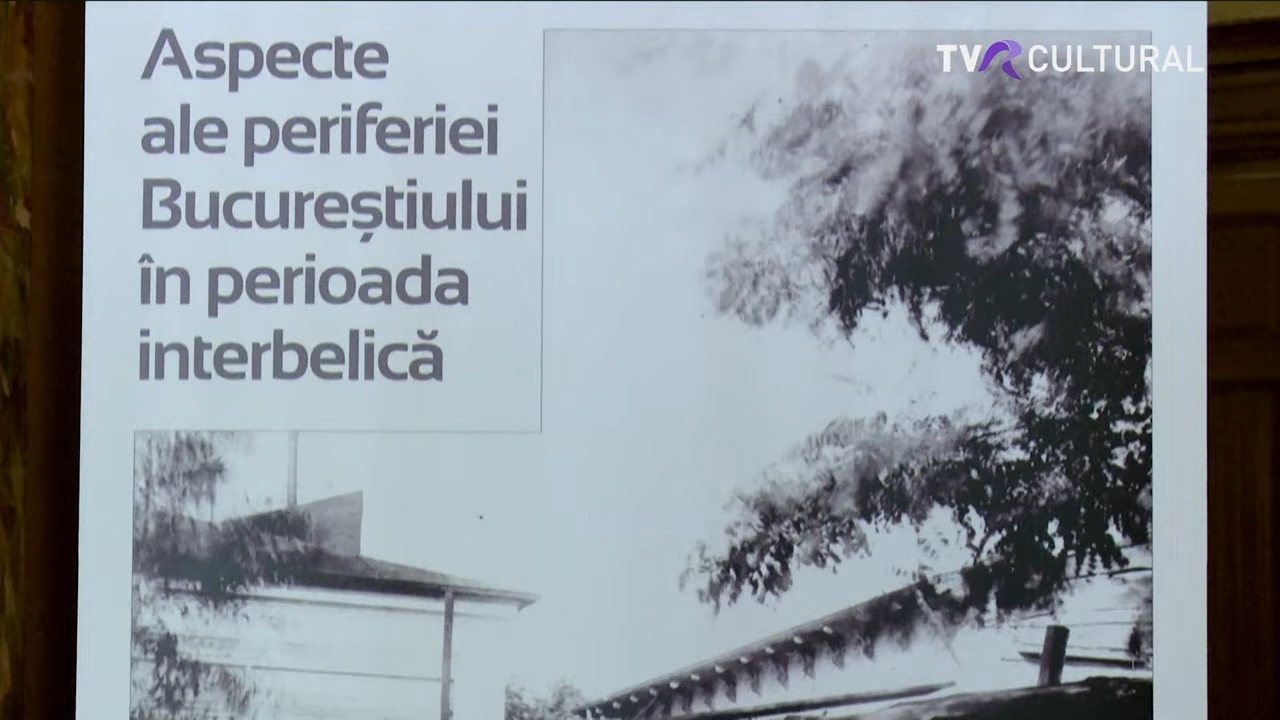 TVR CULTURAL
Aspecte
ale periferiei
Bucureștiului
în perioada
interbelică